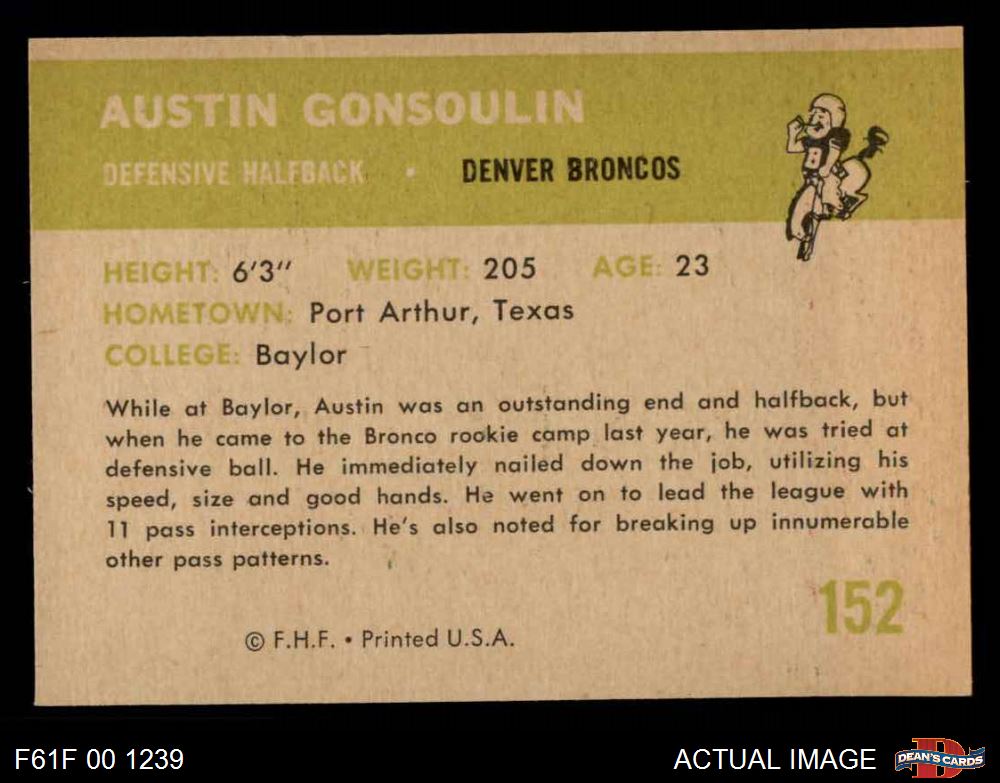 AUSTIN GONSOULIN
DEFENSIVE HALFBACK • DENVER BRONCOS
HEIGHT: 6'3" WEIGHT: 205 AGE: 23
HOMETOWN: Port Arthur, Texas
COLLEGE: Baylor
While at Baylor, Austin was an outstanding end and halfback, but
when he came to the Bronco rookie camp last year, he was tried at
defensive ball. He immediately nailed down the job, utilizing his
speed, size and good hands. He went on to lead the league with
11 pass interceptions. He's also noted for breaking up innumerable
other pass patterns.
152
© F.H.F. • Printed U.S.A.
F61F 00 1239
ACTUAL IMAGE
DEAN'S CARDS